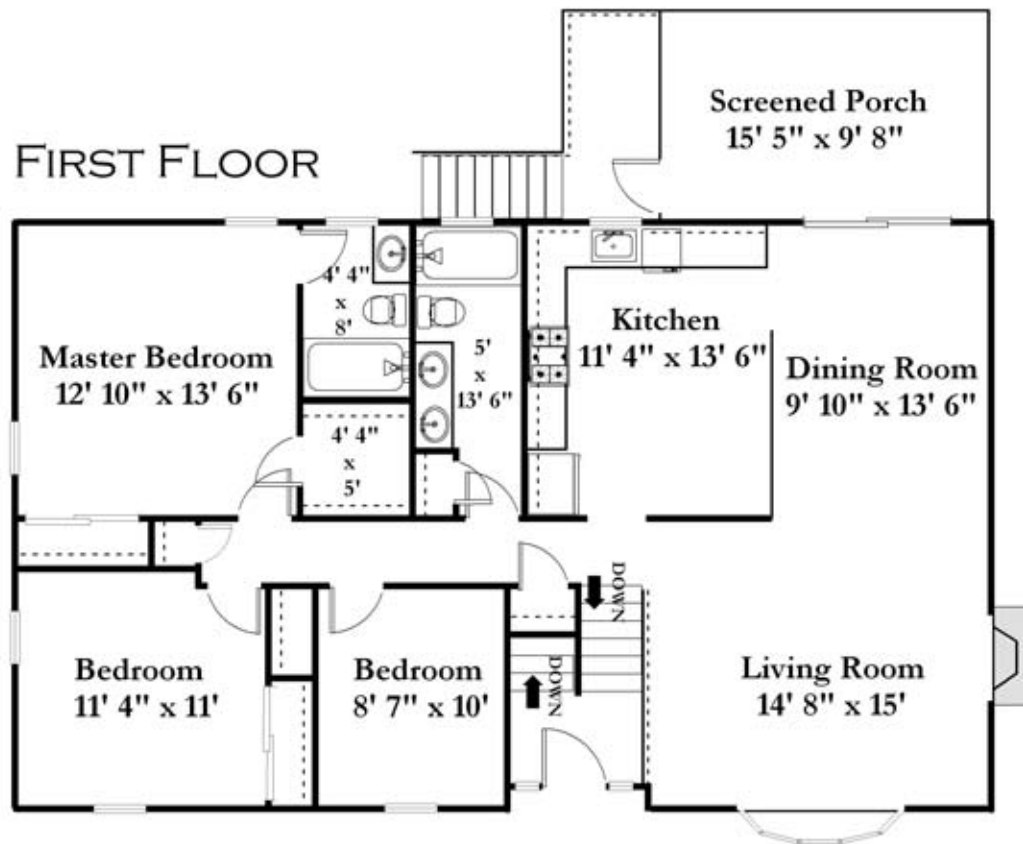 FIRST FLOOR
Screened Porch
15' 5" x 9' 8"
4' 4"
x
8'
Master Bedroom
12' 10" x 13' 6"
4' 4"
x
5'
5'
x
13' 6"
Kitchen
11' 4" x 13' 6"
Dining Room
9' 10" x 13' 6"
DOWN
DOWN
Bedroom
11' 4" x 11'
Bedroom
8' 7" x 10'
Living Room
14' 8" x 15'